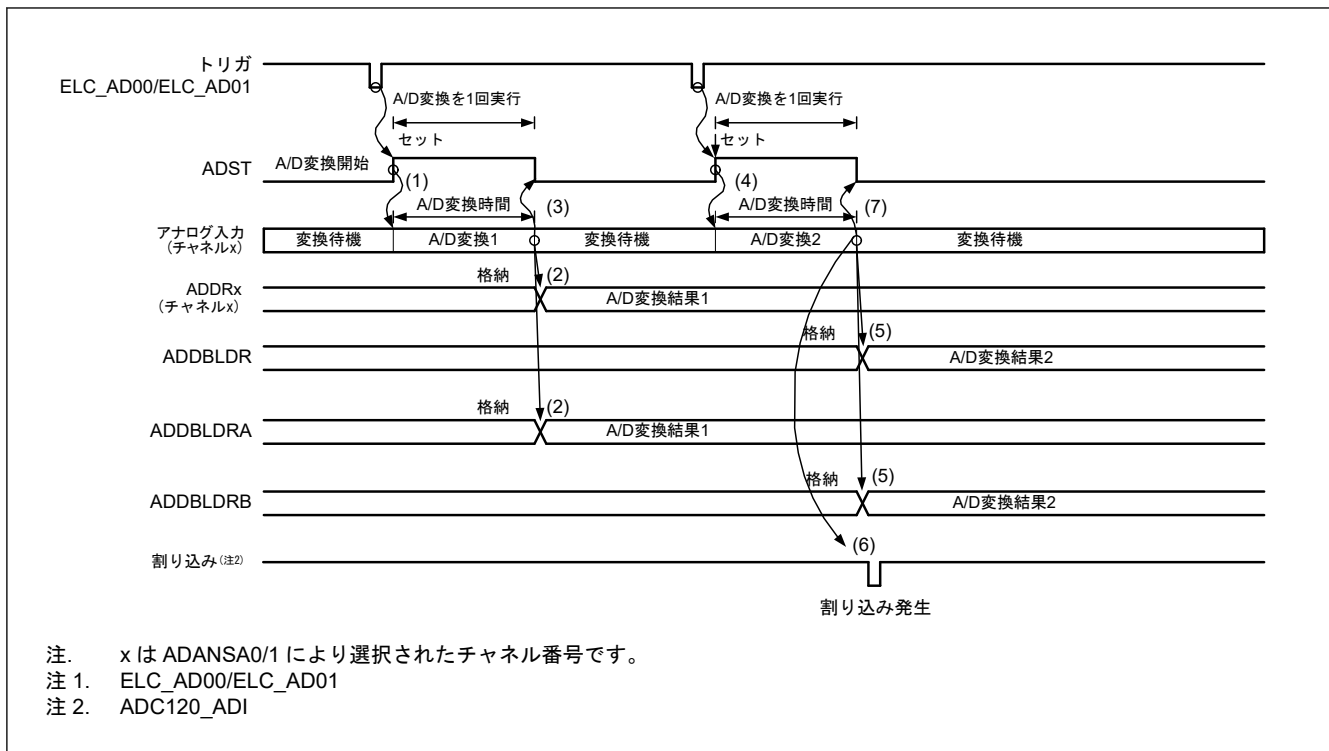 トリガ
ELC_AD00/ELC_AD01
A/D変換を1回実行
A/D変換を1回実行
セット
セット
ADST
A/D変換開始
(1)
(4)
A/D変換時間
(3)
A/D変換時間
(7)
アナログ入力
(チャネルx)
変換待機
A/D変換1
変換待機
A/D変換2
変換待機
ADDRx
(チャネルx)
格納
(2)
A/D変換結果1
ADDBLDR
格納
(5)
A/D変換結果2
ADDBLDRA
格納
(2)
A/D変換結果1
ADDBLDRB
格納
(5)
A/D変換結果2
割り込み(注2)
(6)
割り込み発生
注. x は ADANSA0/1 により選択されたチャネル番号です。
注 1. ELC_AD00/ELC_AD01
注 2. ADC120_ADI